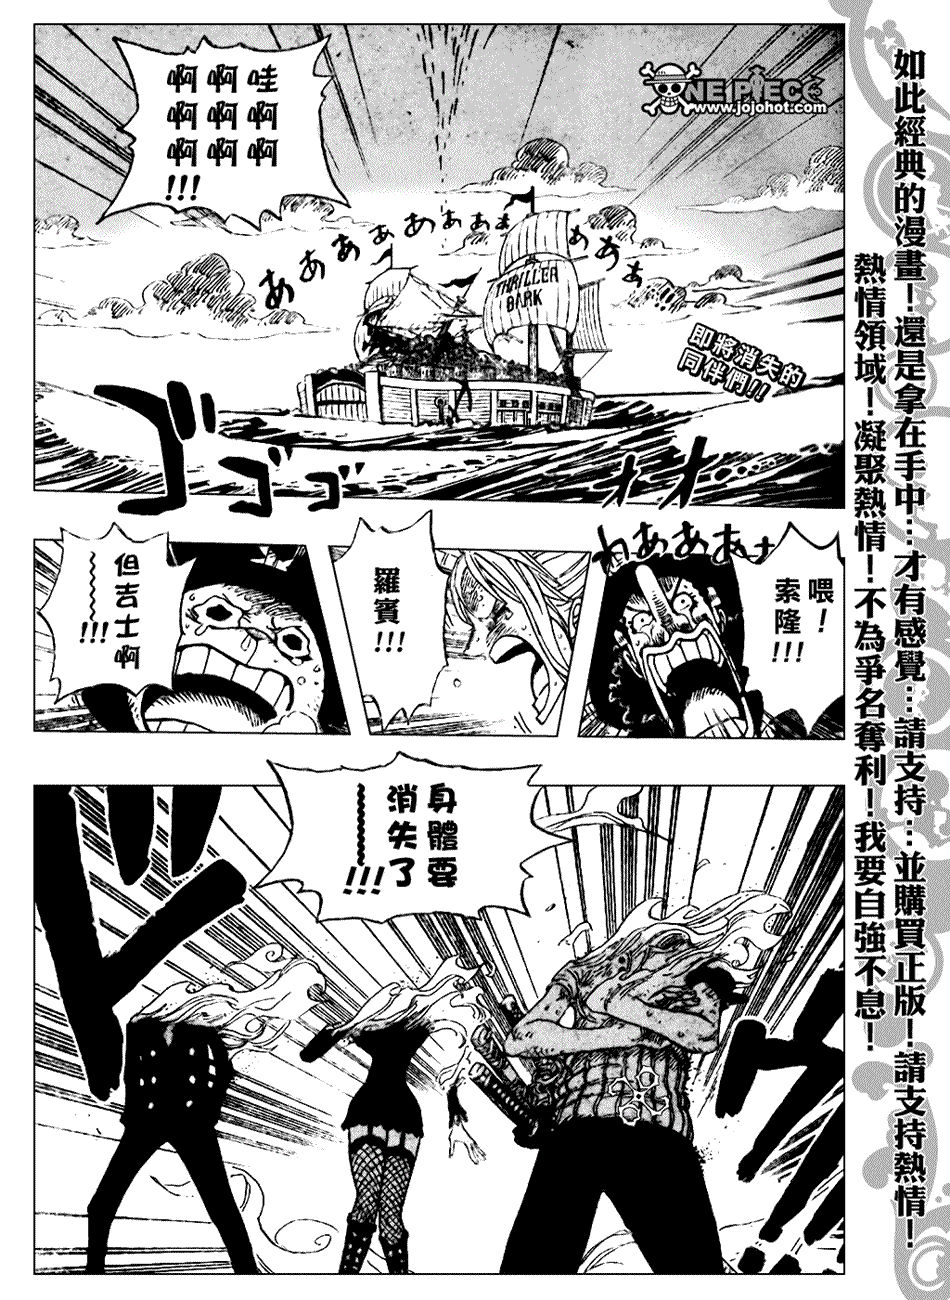 哇啊啊
啊啊啊
啊啊啊
!!!
ONE PIECE
www.jojohot.com
あああああああ
あああぁ
THRILLER
BARK
即將消失的
同伴們!!
ゴゴゴゴ
オオ
喂!
索隆!!!
わあああぁ
羅賓!!!
但吉士啊
~~!!!
身體要
消失了
~~!!!
如此經典的漫畫!還是拿在手中…才有感覺…請支持…並購買正版!請支持熱情!
熱情領域!凝聚熱情!不為爭名奪利!我要自強不息!